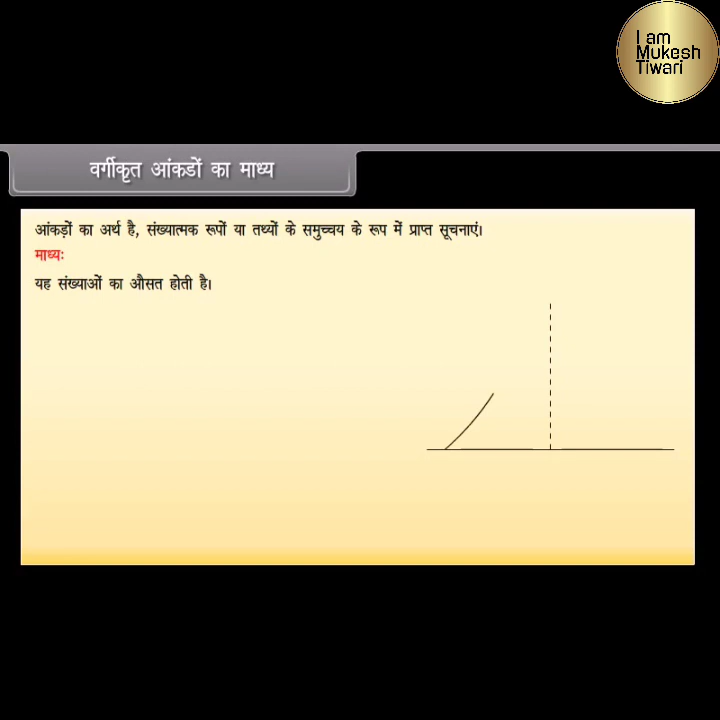 I am
Mukesh
Tiwari
वर्गीकृत आंकडों का माध्य
आंकड़ों का अर्थ है, संख्यात्मक रूपों या तथ्यों के समुच्चय के रूप में प्राप्त सूचनाएं।
माध्यः
यह संख्याओं का औसत होती है।